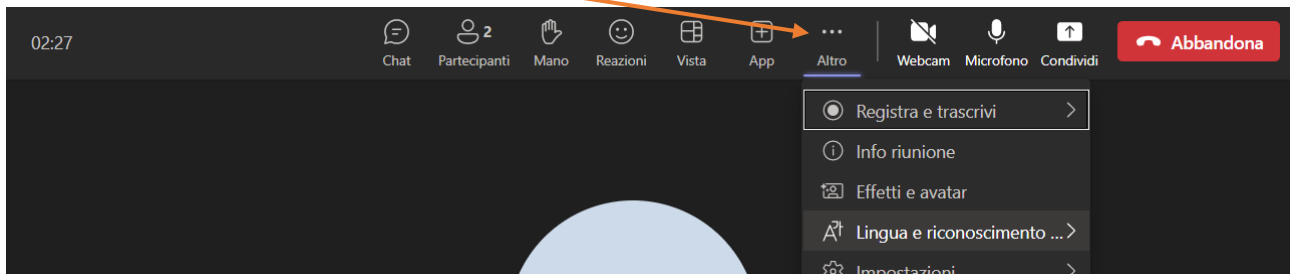 02:27
2
Chat Partecipanti Mano Reazioni Vista App Altro Webcam Microfono Condividi
Abbandona
Registra e trascrivi
Info riunione
Effetti e avatar
Lingua e riconoscimento ...
Impostazioni